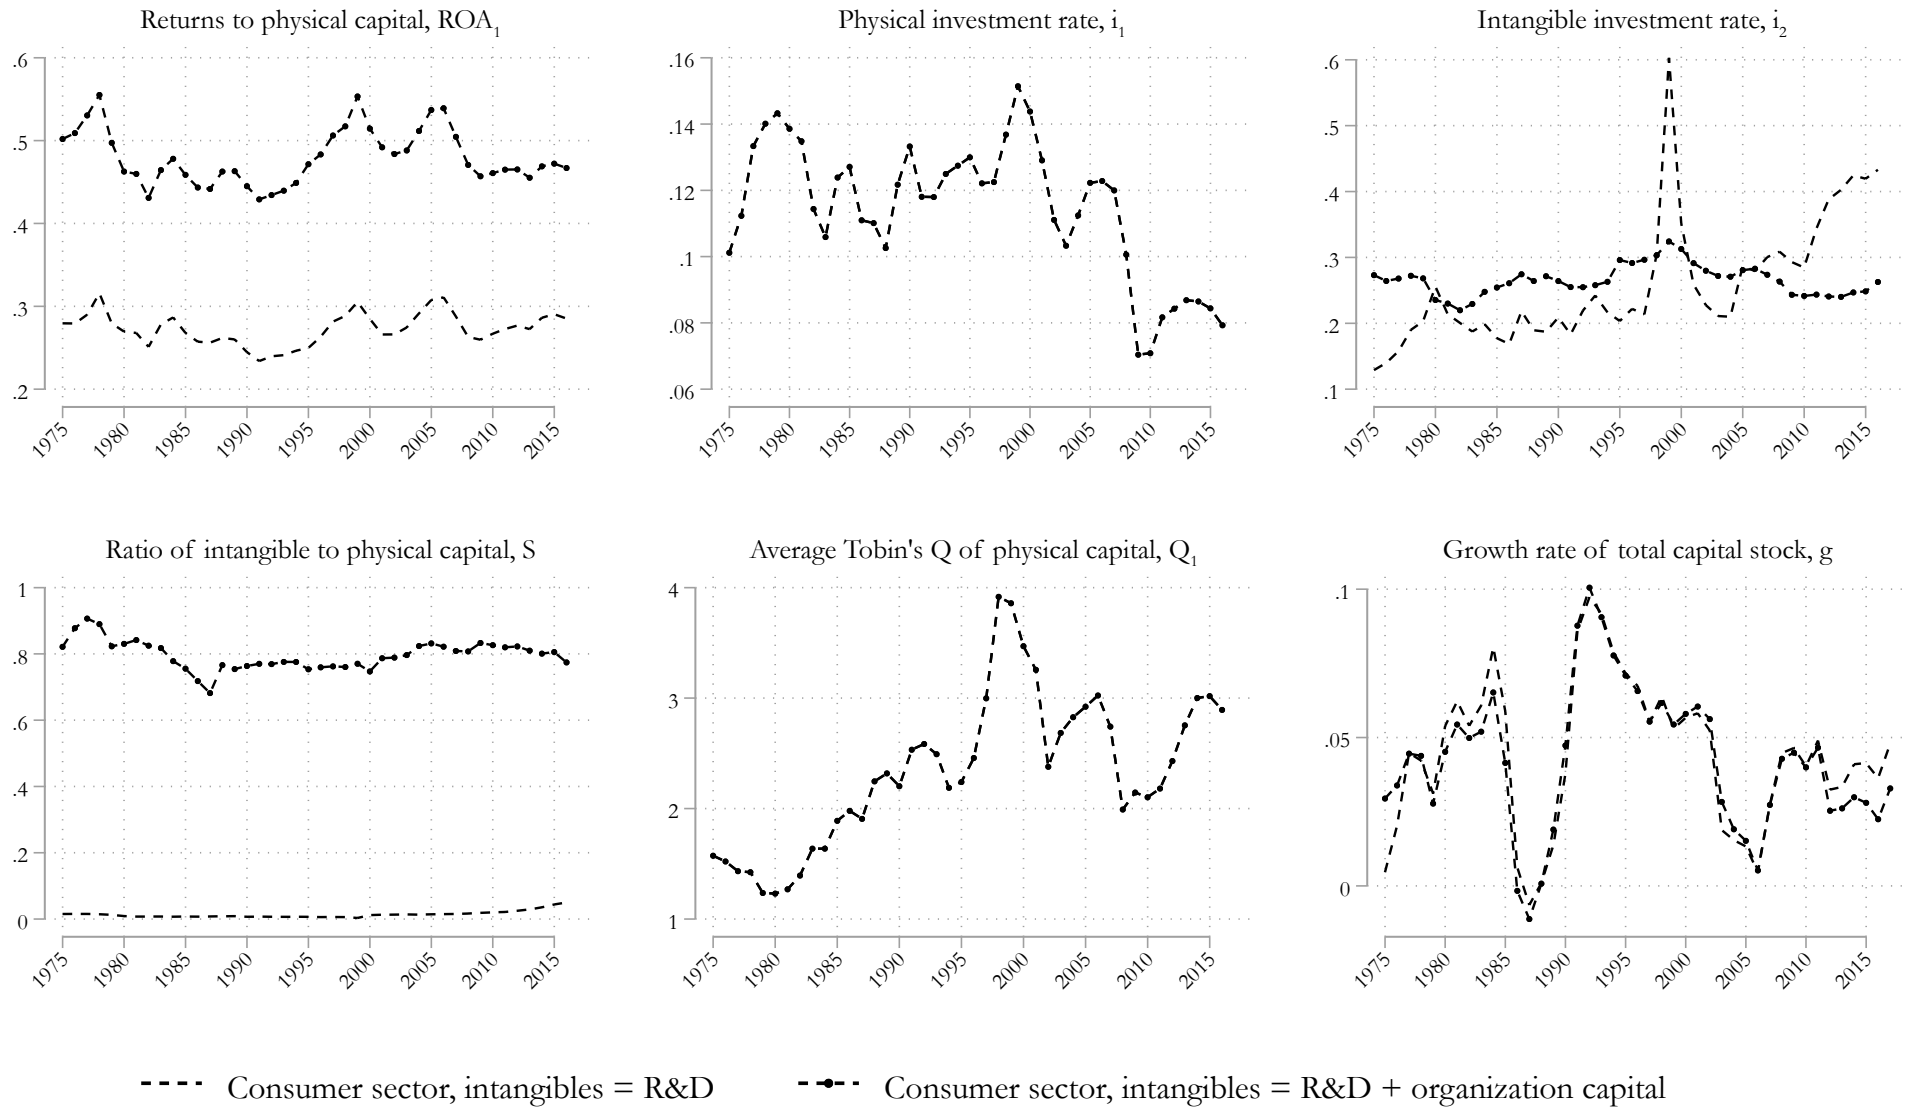 Returns to physical capital, ROA1
.6
.5
.4
.3
.2
1975 1980 1985 1990 1995 2000 2005 2010 2015
Physical investment rate, i1
.16
.14
.12
.1
.08
.06
1975 1980 1985 1990 1995 2000 2005 2010 2015
Intangible investment rate, i2
.6
.5
.4
.3
.2
.1
1975 1980 1985 1990 1995 2000 2005 2010 2015
Ratio of intangible to physical capital, S
1
.8
.6
.4
.2
0
1975 1980 1985 1990 1995 2000 2005 2010 2015
Average Tobin's Q of physical capital, Q1
4
3
2
1
1975 1980 1985 1990 1995 2000 2005 2010 2015
Growth rate of total capital stock, g
.1
.05
0
1975 1980 1985 1990 1995 2000 2005 2010 2015
Consumer sector, intangibles = R&D
Consumer sector, intangibles = R&D + organization capital